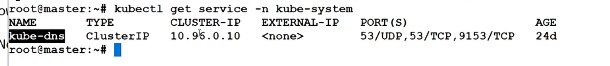 root@master:~# kubectl get service -n kube-system
NAME TYPE CLUSTER-IP EXTERNAL-IP PORT(S) AGE
kube-dns ClusterIP 10.96.0.10 <none> 53/UDP,53/TCP,9153/TCP 24d
root@master:~#